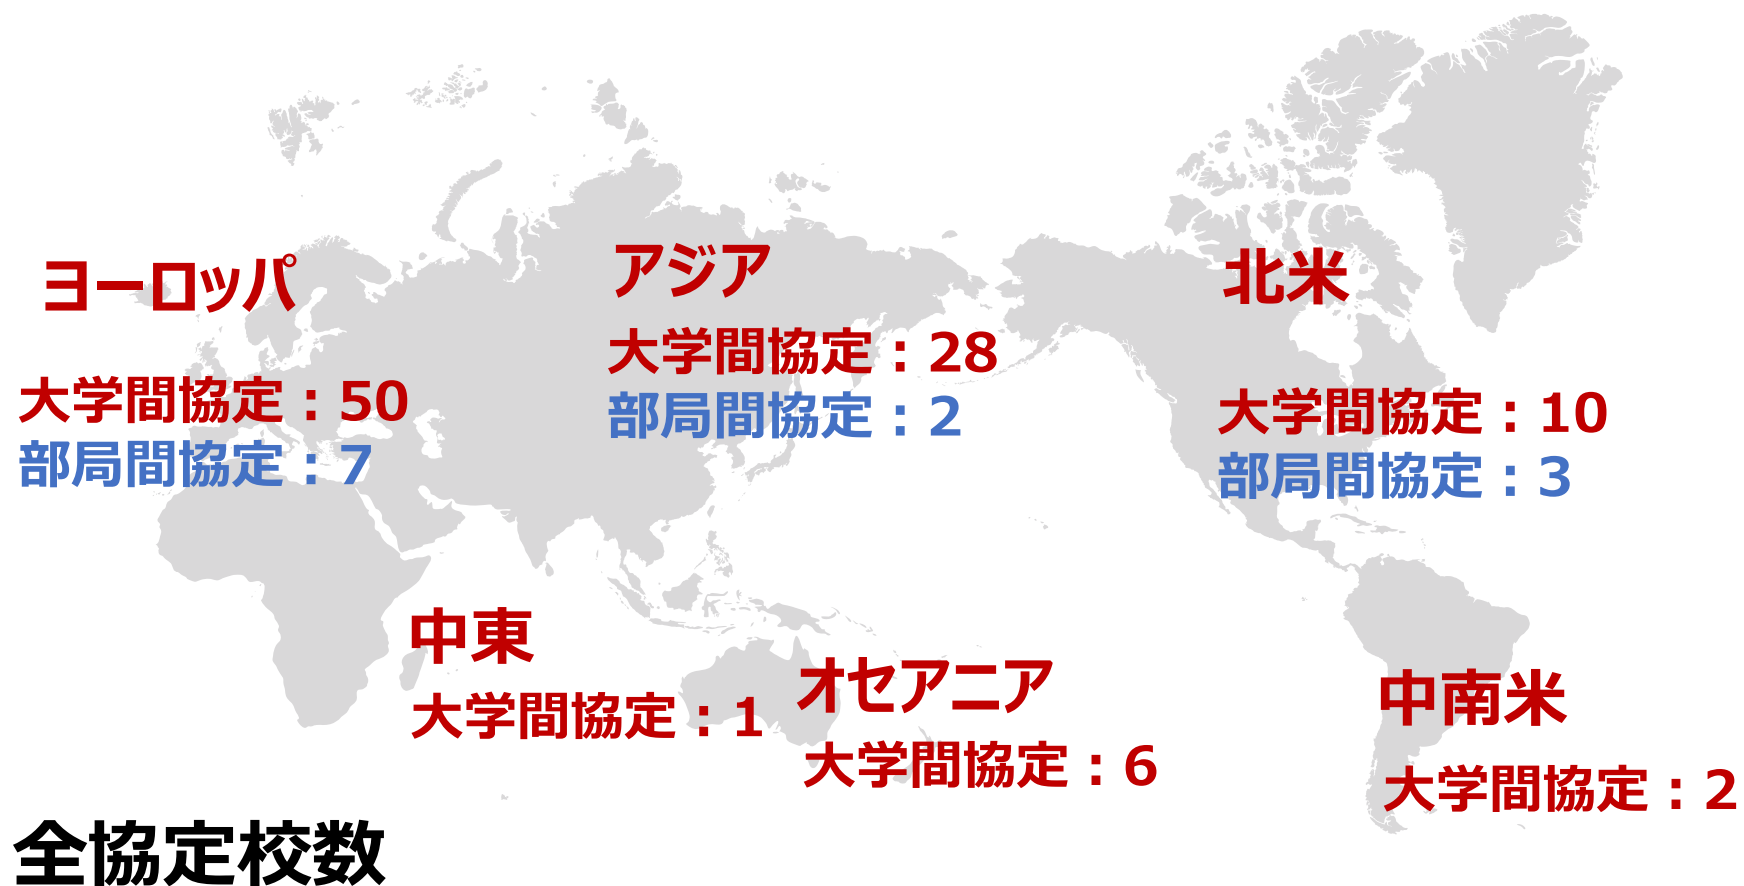 ヨーロッパ
大学間協定：50
部局間協定：7
アジア
大学間協定：28
部局間協定：2
北米
大学間協定：10
部局間協定：3
中東
大学間協定：1
オセアニア
大学間協定：6
中南米
大学間協定：2
全協定校数